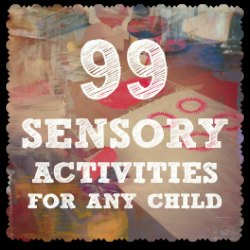 99
SENSORY
ACTIVITIES
FOR ANY CHILD